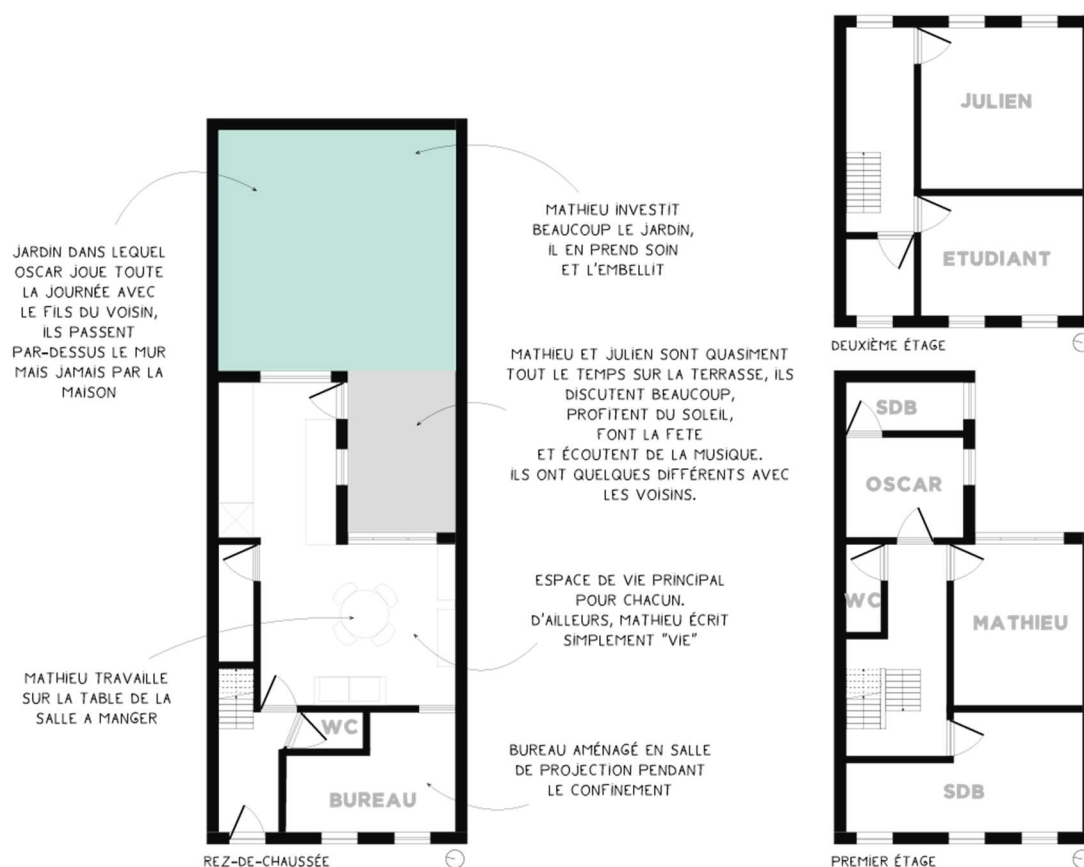 JARDIN DANS LEQUEL
OSCAR JOUE TOUTE
LA JOURNÉE AVEC
LE FILS DU VOISIN,
ILS PASSENT
PAR-DESSUS LE MUR
MAIS JAMAIS PAR LA
MAISON
MATHIEU INVESTIT
BEAUCOUP LE JARDIN,
IL EN PREND SOIN
ET L'EMBELLIT
MATHIEU ET JULIEN SONT QUASIMENT
TOUT LE TEMPS SUR LA TERRASSE, ILS
DISCUTENT BEAUCOUP,
PROFITENT DU SOLEIL,
FONT LA FETE
ET ÉCOUTENT DE LA MUSIQUE.
ILS ONT QUELQUES DIFFÉRENTS AVEC
LES VOISINS.
ESPACE DE VIE PRINCIPAL
POUR CHACUN.
D'AILLEURS, MATHIEU ÉCRIT
SIMPLEMENT "VIE"
MATHIEU TRAVAILLE
SUR LA TABLE DE LA
SALLE A MANGER
WC
BUREAU AMÉNAGÉ EN SALLE
DE PROJECTION PENDANT
LE CONFINEMENT
BUREAU
REZ-DE-CHAUSSÉE
JULIEN
ETUDIANT
DEUXIÈME ÉTAGE
SDB
OSCAR
WC
MATHIEU
SDB
PREMIER ÉTAGE